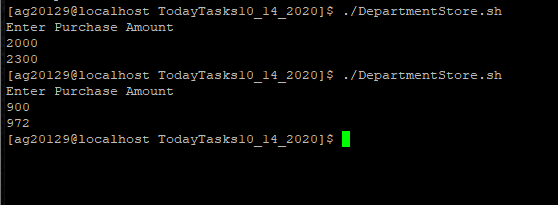 [ag20129@localhost TodayTasks10_14_2020]$ ./DepartmentStore.sh
Enter Purchase Amount
2000
2300
[ag20129@localhost TodayTasks10_14_2020]$ ./DepartmentStore.sh
Enter Purchase Amount
900
972
[ag20129@localhost TodayTasks10_14_2020]$